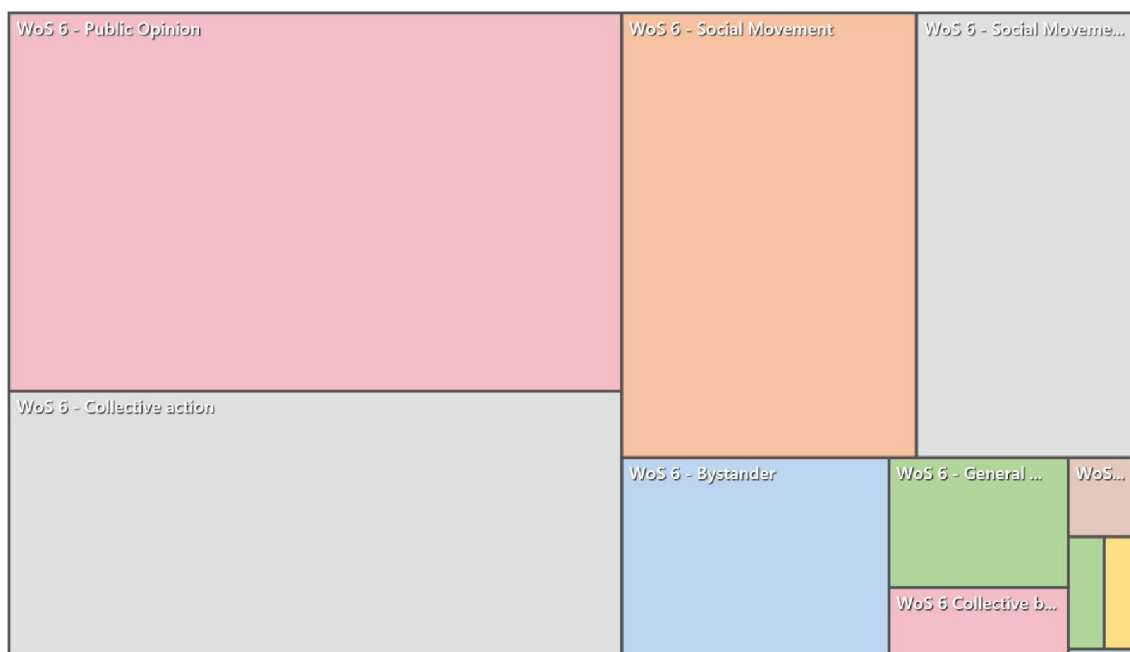 WoS 6 - Public Opinion
WoS 6 - Social Movement
WoS 6 - Social Moveme...
WoS 6 - Collective action
WoS 6 - Bystander
WoS 6 - General ...
WoS...
WoS 6 Collective b...